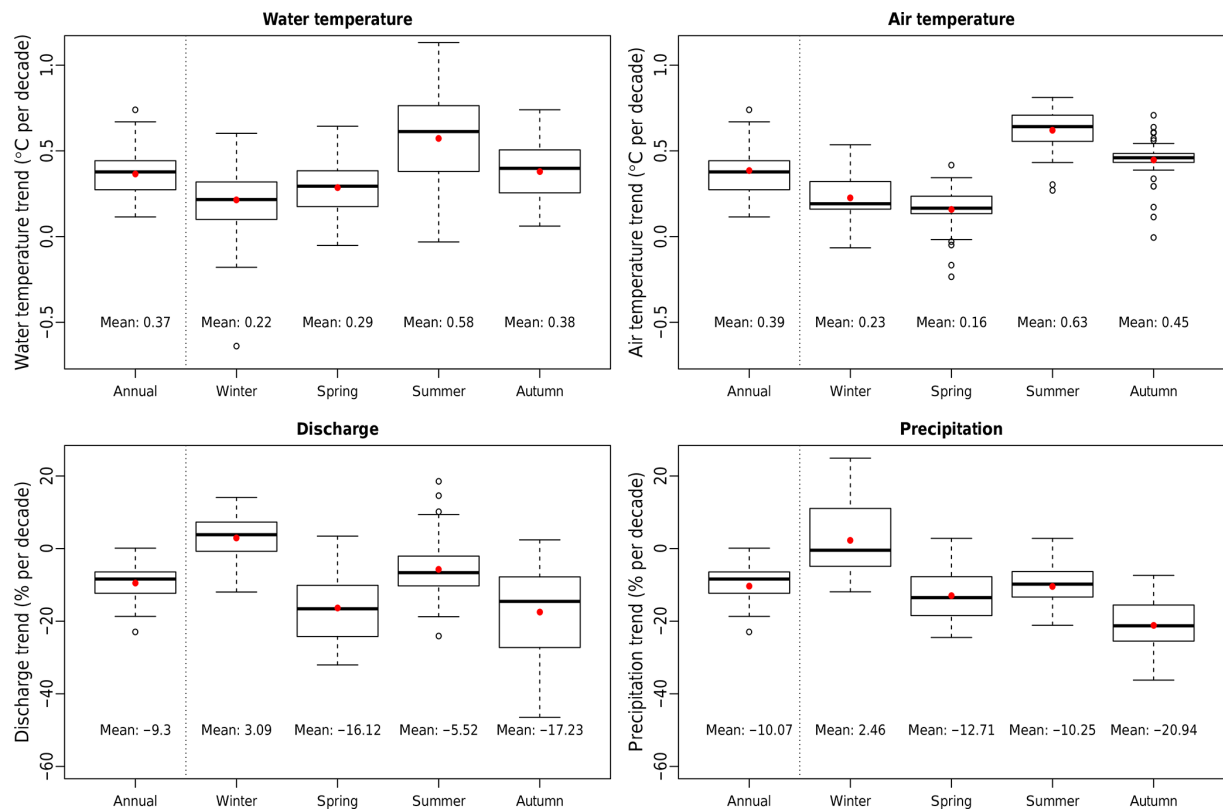 Water temperature
Water temperature trend (°C per decade)
1.0
0.5
0.0
−0.5
Mean: 0.37 Mean: 0.22 Mean: 0.29 Mean: 0.58 Mean: 0.38
Annual Winter Spring Summer Autumn
Air temperature
Air temperature trend (°C per decade)
1.0
0.5
0.0
−0.5
Mean: 0.39 Mean: 0.23 Mean: 0.16 Mean: 0.63 Mean: 0.45
Annual Winter Spring Summer Autumn
Discharge
Discharge trend (% per decade)
20
0
−20
−40
−60
Mean: −9.3 Mean: 3.09 Mean: −16.12 Mean: −5.52 Mean: −17.23
Annual Winter Spring Summer Autumn
Precipitation
Precipitation trend (% per decade)
20
0
−20
−40
−60
Mean: −10.07 Mean: 2.46 Mean: −12.71 Mean: −10.25 Mean: −20.94
Annual Winter Spring Summer Autumn